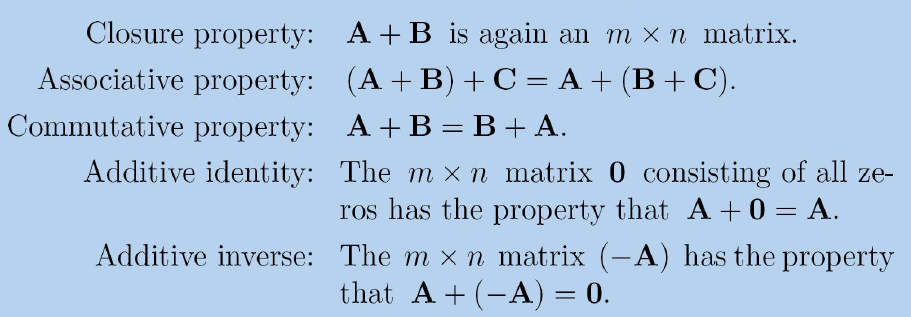 Closure property: A + B is again an m × n matrix.
Associative property: (A + B) + C = A + (B + C).
Commutative property: A + B = B + A.
Additive identity: The m × n matrix 0 consisting of all ze-
ros has the property that A + 0 = A.
Additive inverse: The m × n matrix (−A) has the property
that A + (−A) = 0.